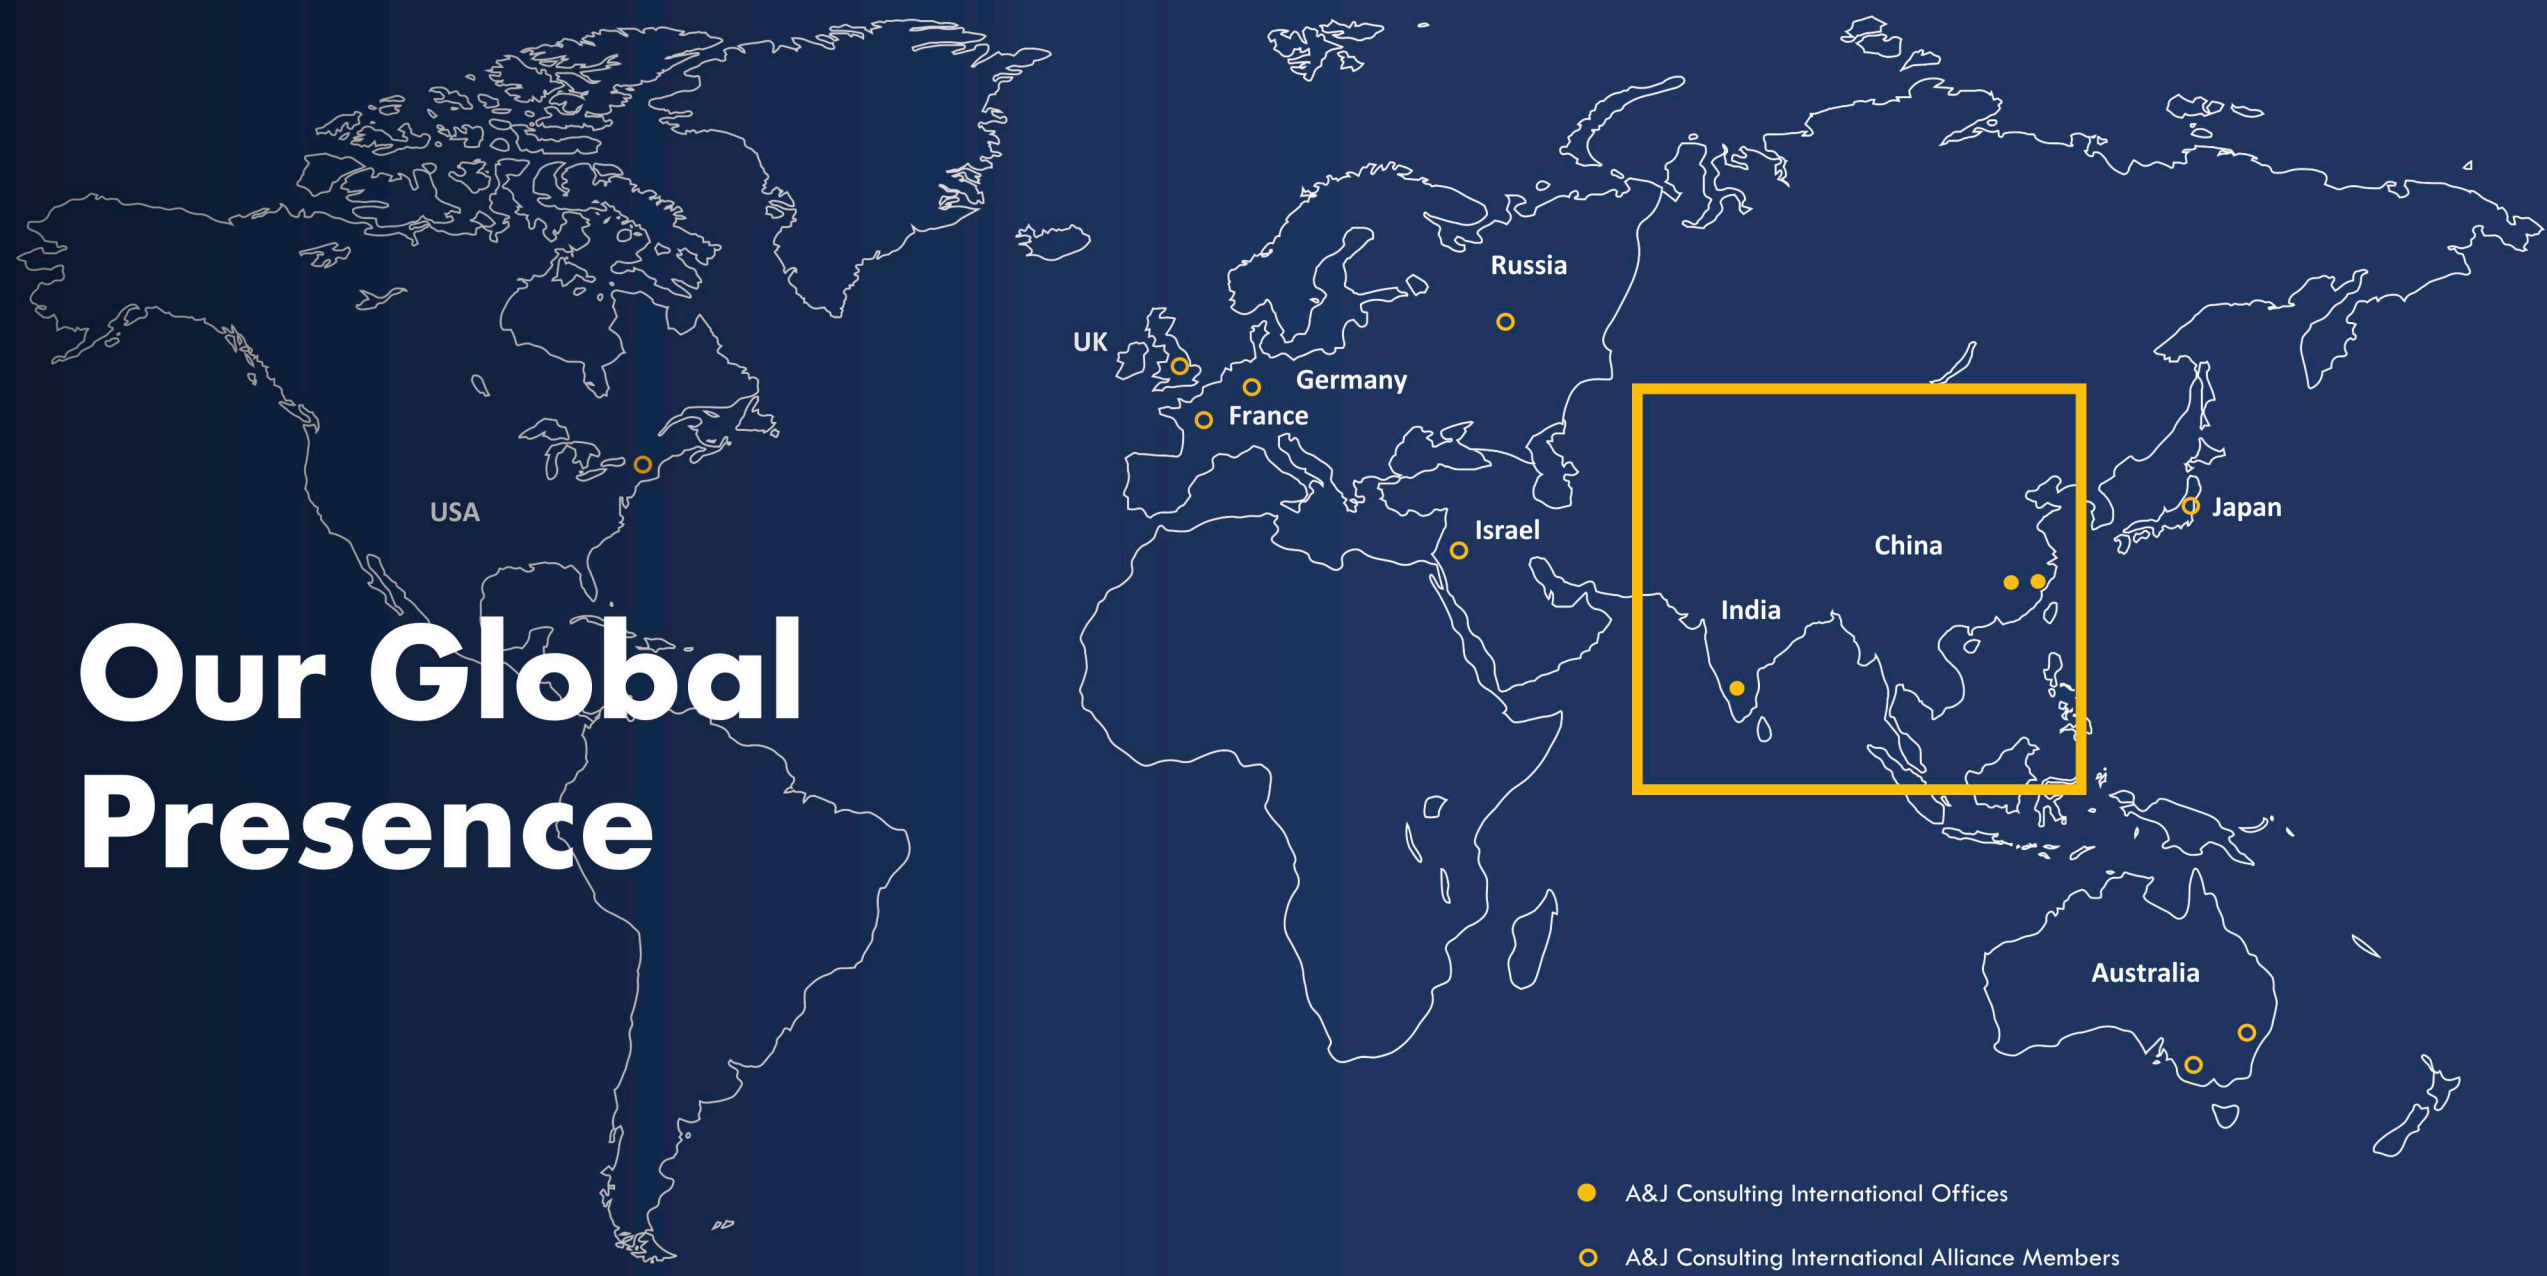 Russia
UK
Germany
France
USA
Israel
Japan
China
India
Our Global
Presence
Australia
A&J Consulting International Offices
A&J Consulting International Alliance Members